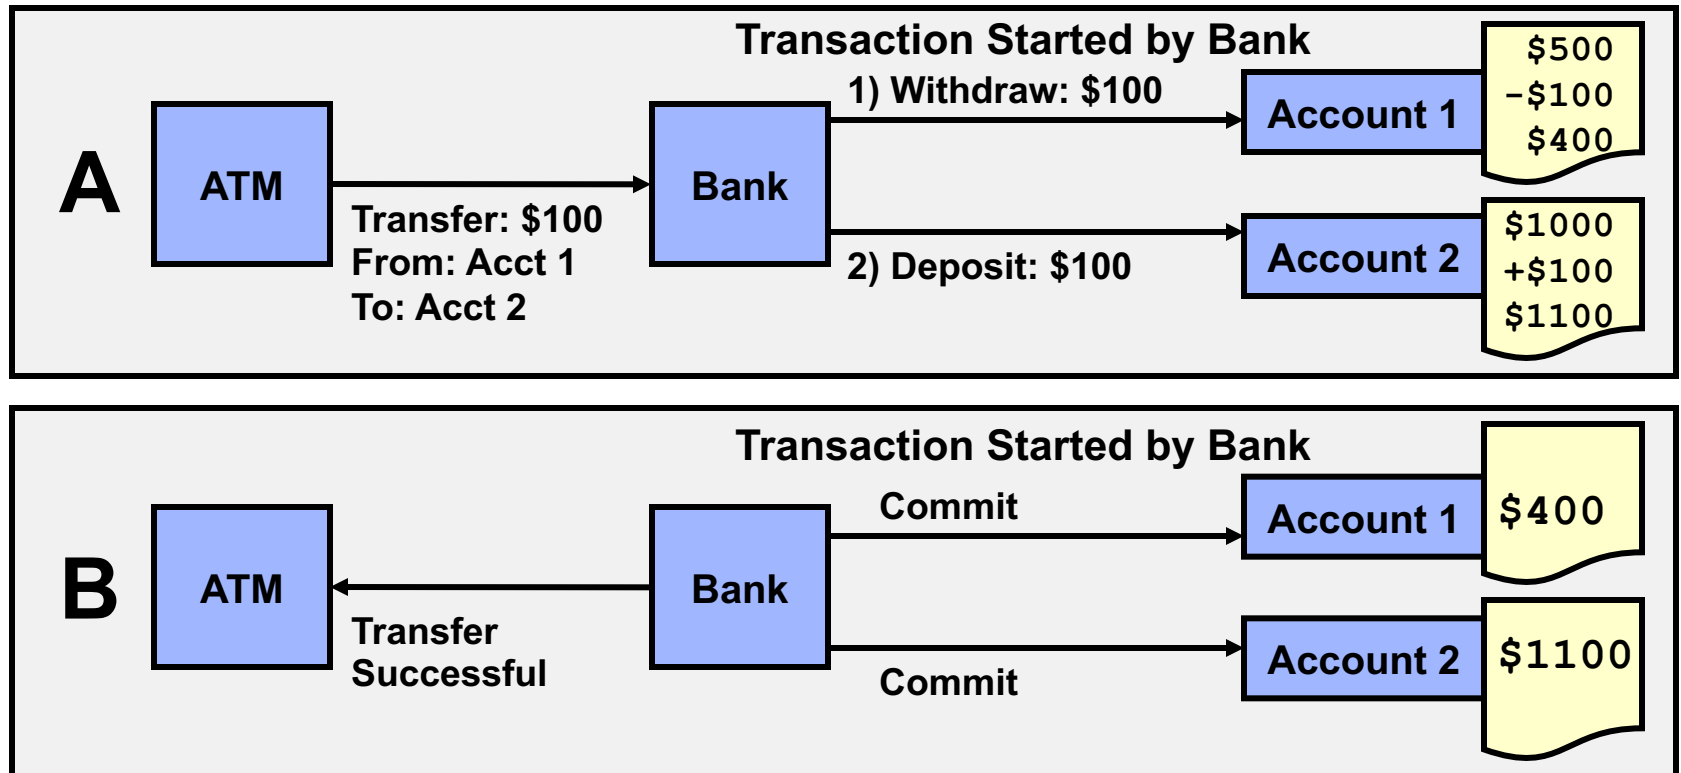 Transaction Started by Bank
A
ATM
Transfer: $100
From: Acct 1
To: Acct 2
Bank
1) Withdraw: $100
2) Deposit: $100
Account 1
$500
-$100
$400
Account 2
$1000
+$100
$1100
Transaction Started by Bank
B
ATM
Transfer
Successful
Bank
Commit
Commit
Account 1
$400
Account 2
$1100